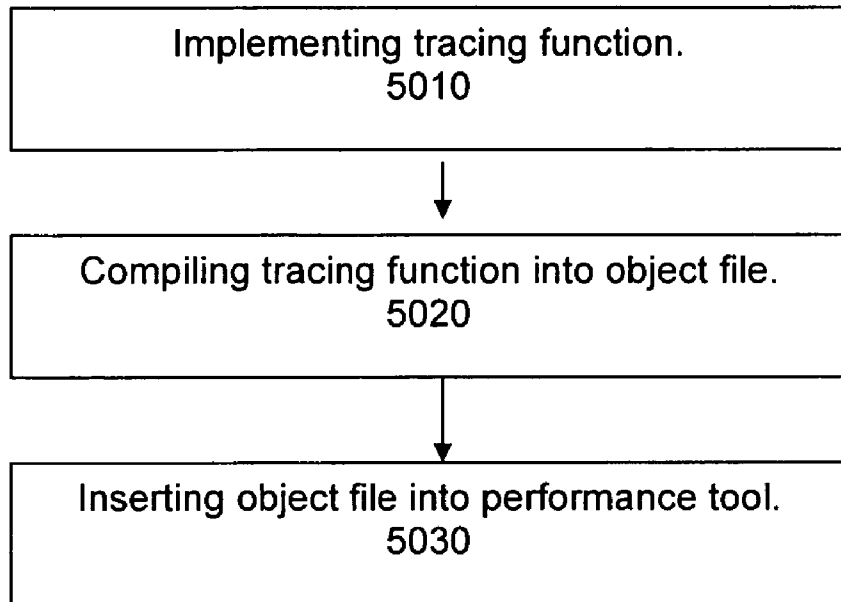 Implementing tracing function.
5010
Compiling tracing function into object file.
5020
Inserting object file into performance tool.
5030